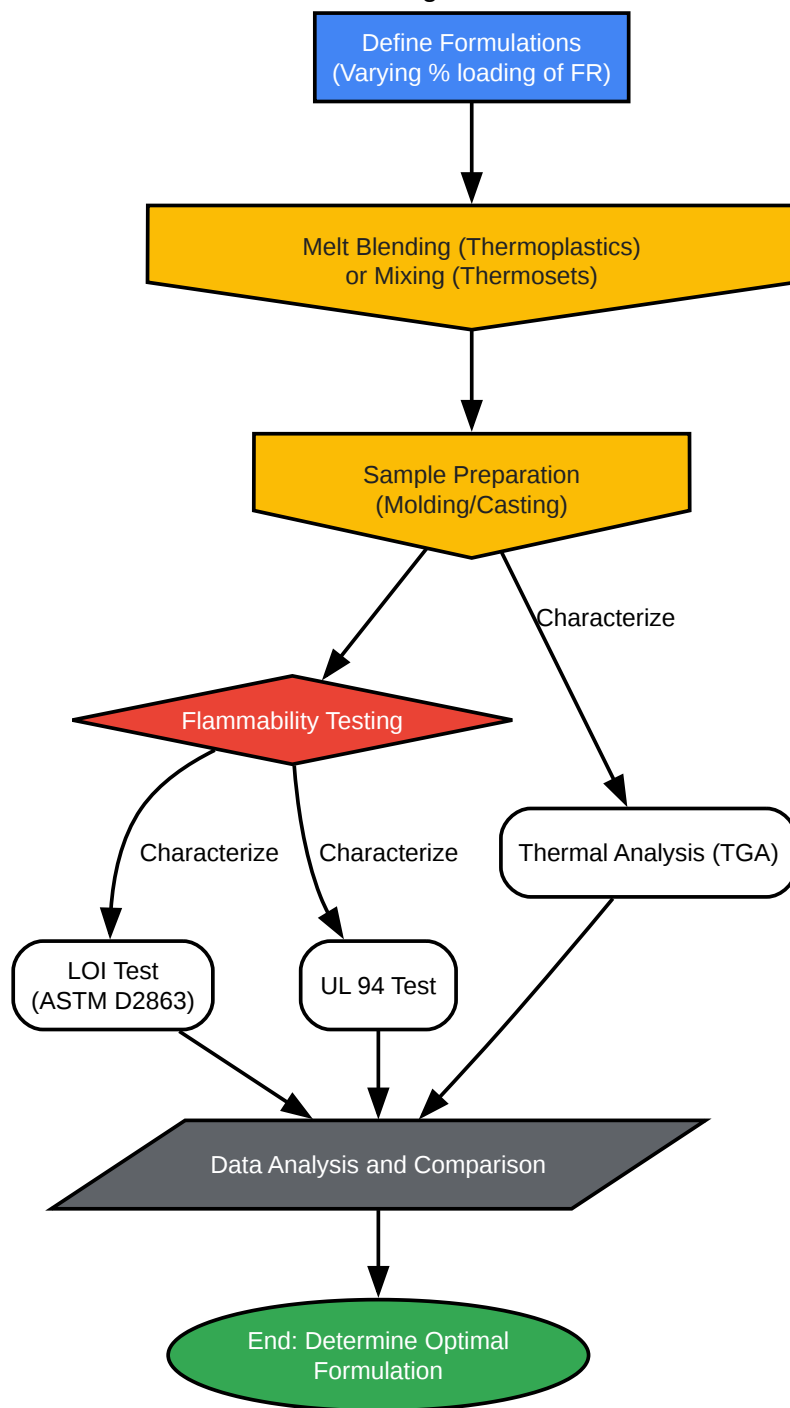 Define Formulations
(Varying % loading of FR)
Melt Blending (Thermoplastics)
or Mixing (Thermosets)
Sample Preparation
(Molding/Casting)
Characterize
Flammability Testing
Characterize
Characterize
Thermal Analysis (TGA)
LOI Test
(ASTM D2863)
UL 94 Test
Data Analysis and Comparison
End: Determine Optimal
Formulation